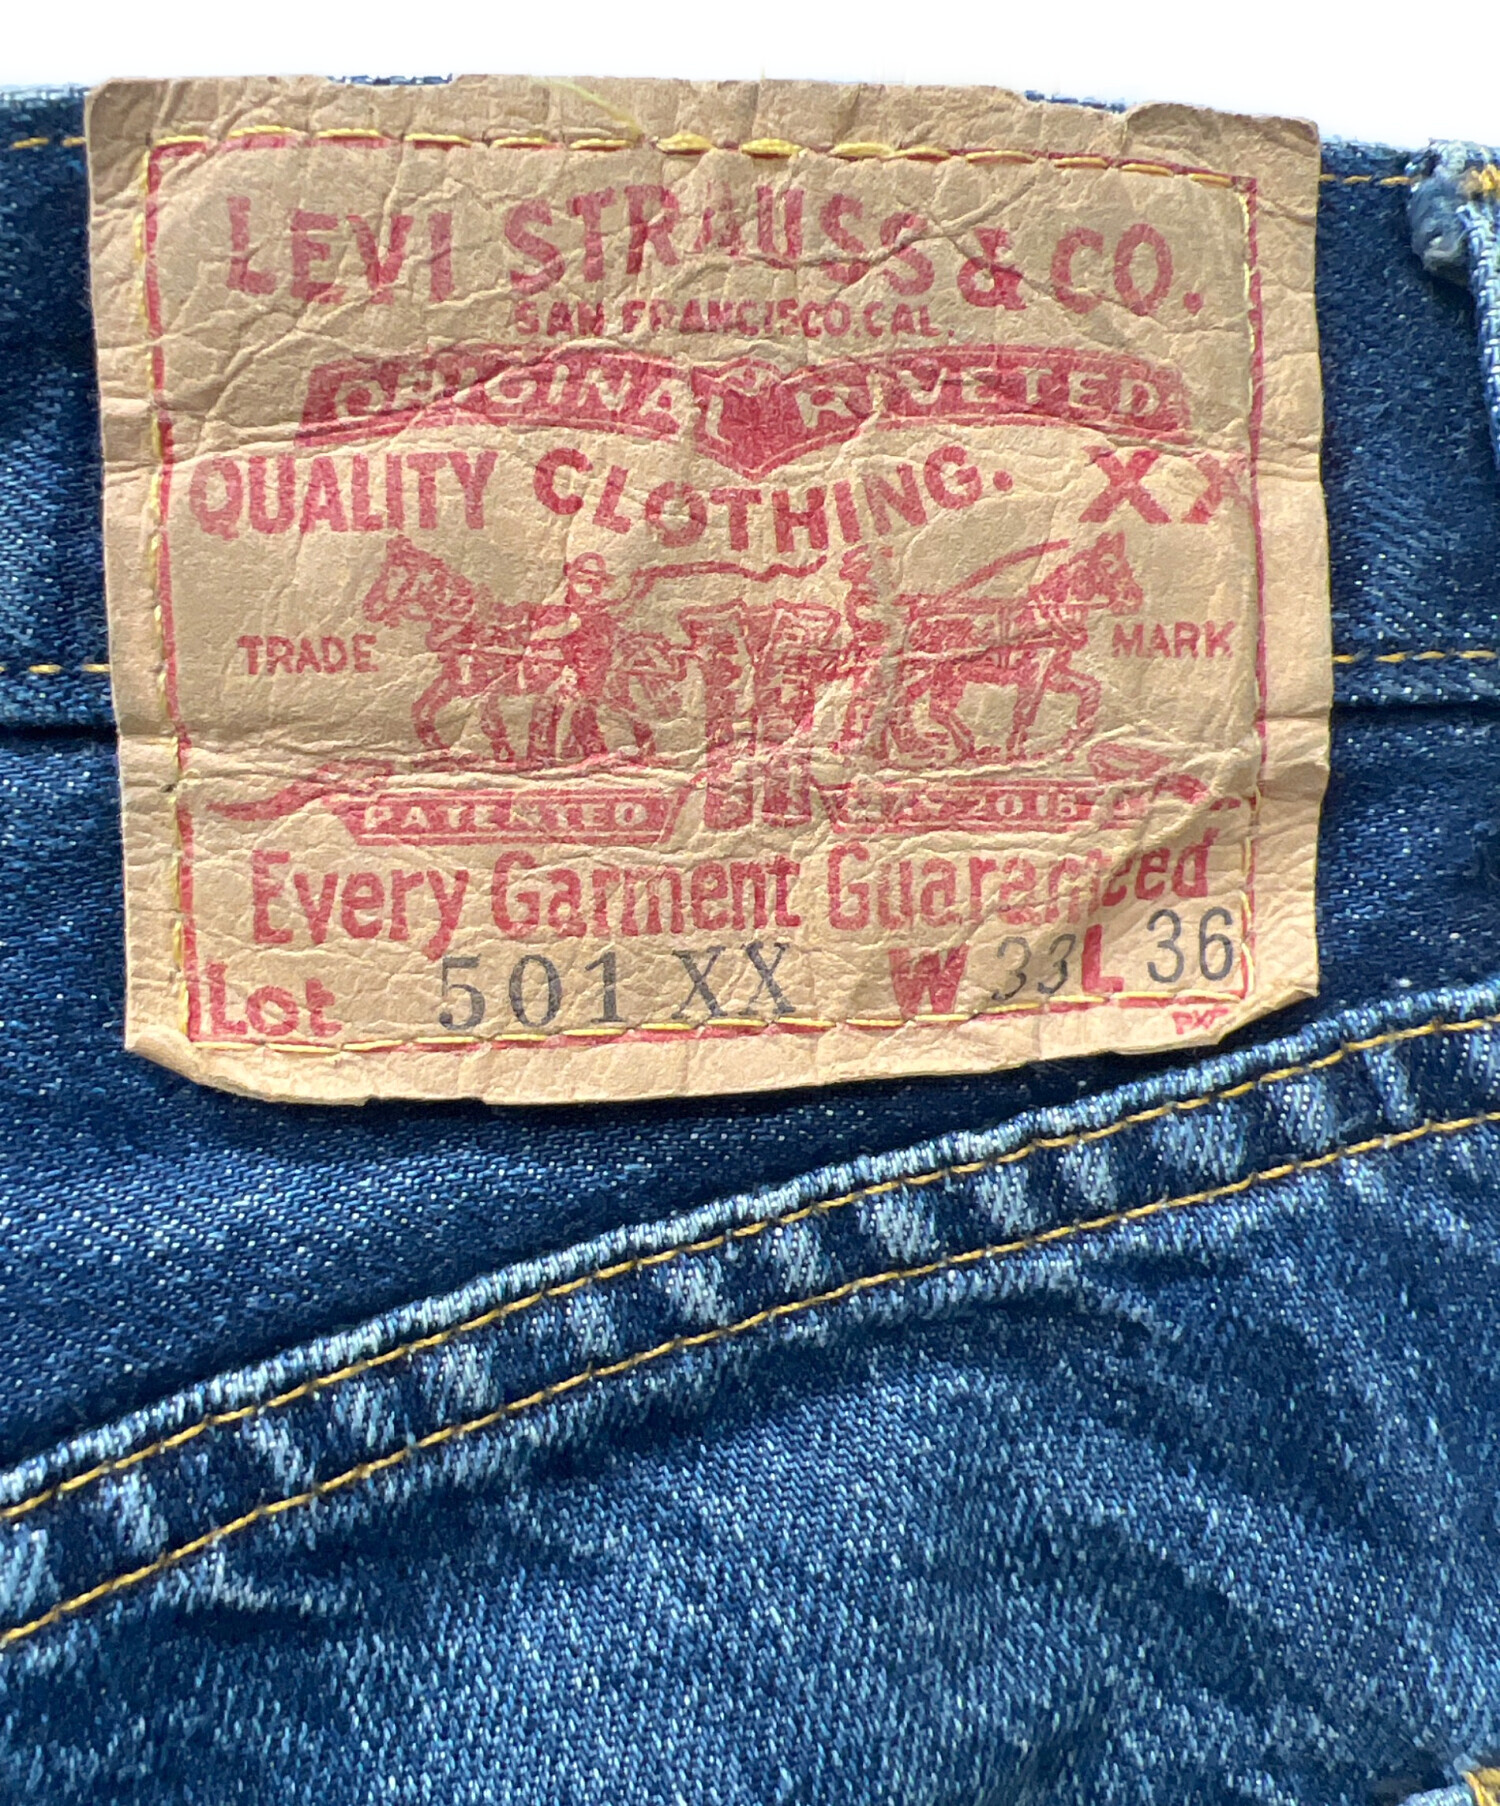 LEVI STRAUSS & CO.
SAN FRANCISCO, CAL.
ORIGINAL RIVETED
QUALITY CLOTHING. XX
TRADE MARK
PATENTED
Every Garment Guaranteed
Lot 501 XX W 33 L 36